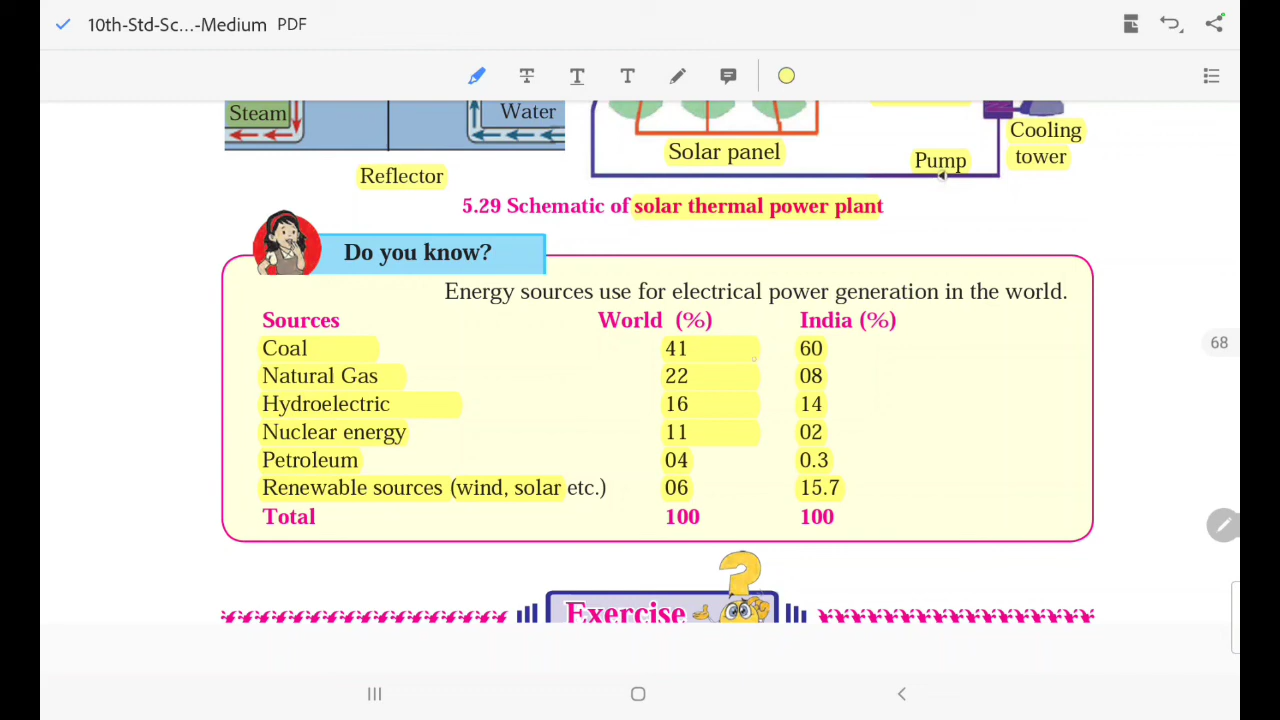 10th-Std-Sc...-Medium PDF
T T T
Steam
Water
Solar panel
Pump
Cooling
tower
Reflector
5.29 Schematic of solar thermal power plant
Do you know?
Energy sources use for electrical power generation in the world.
Sources World (%) India (%)
Coal 41 60
Natural Gas 22 08
Hydroelectric 16 14
Nuclear energy 11 02
Petroleum 04 0.3
Renewable sources (wind, solar etc.) 06 15.7
Total 100 100
68
?
Exercise